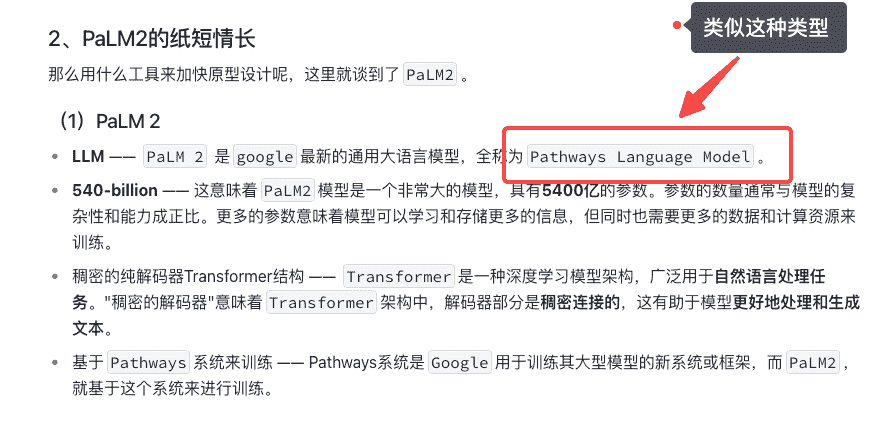 类似这种类型
2、PaLM2的纸短情长
那么用什么工具来加快原型设计呢，这里就谈到了 PaLM2 。
（1）PaLM 2
• LLM —— PaLM 2 是 google 最新的通用大语言模型，全称为 Pathways Language Model 。
• 540-billion —— 这意味着 PaLM2 模型是一个非常大的模型，具有5400亿的参数。参数的数量通常与模型的复
杂性和能力成正比。更多的参数意味着模型可以学习和存储更多的信息，但同时也需要更多的数据和计算资源来
训练。
• 稠密的纯解码器Transformer结构 —— Transformer 是一种深度学习模型架构，广泛用于自然语言处理任
务。"稠密的解码器"意味着 Transformer 架构中，解码器部分是稠密连接的，这有助于模型更好地处理和生成
文本。
• 基于 Pathways 系统来训练 —— Pathways系统是 Google 用于训练其大型模型的新系统或框架，而 PaLM2 ，
就基于这个系统来进行训练。